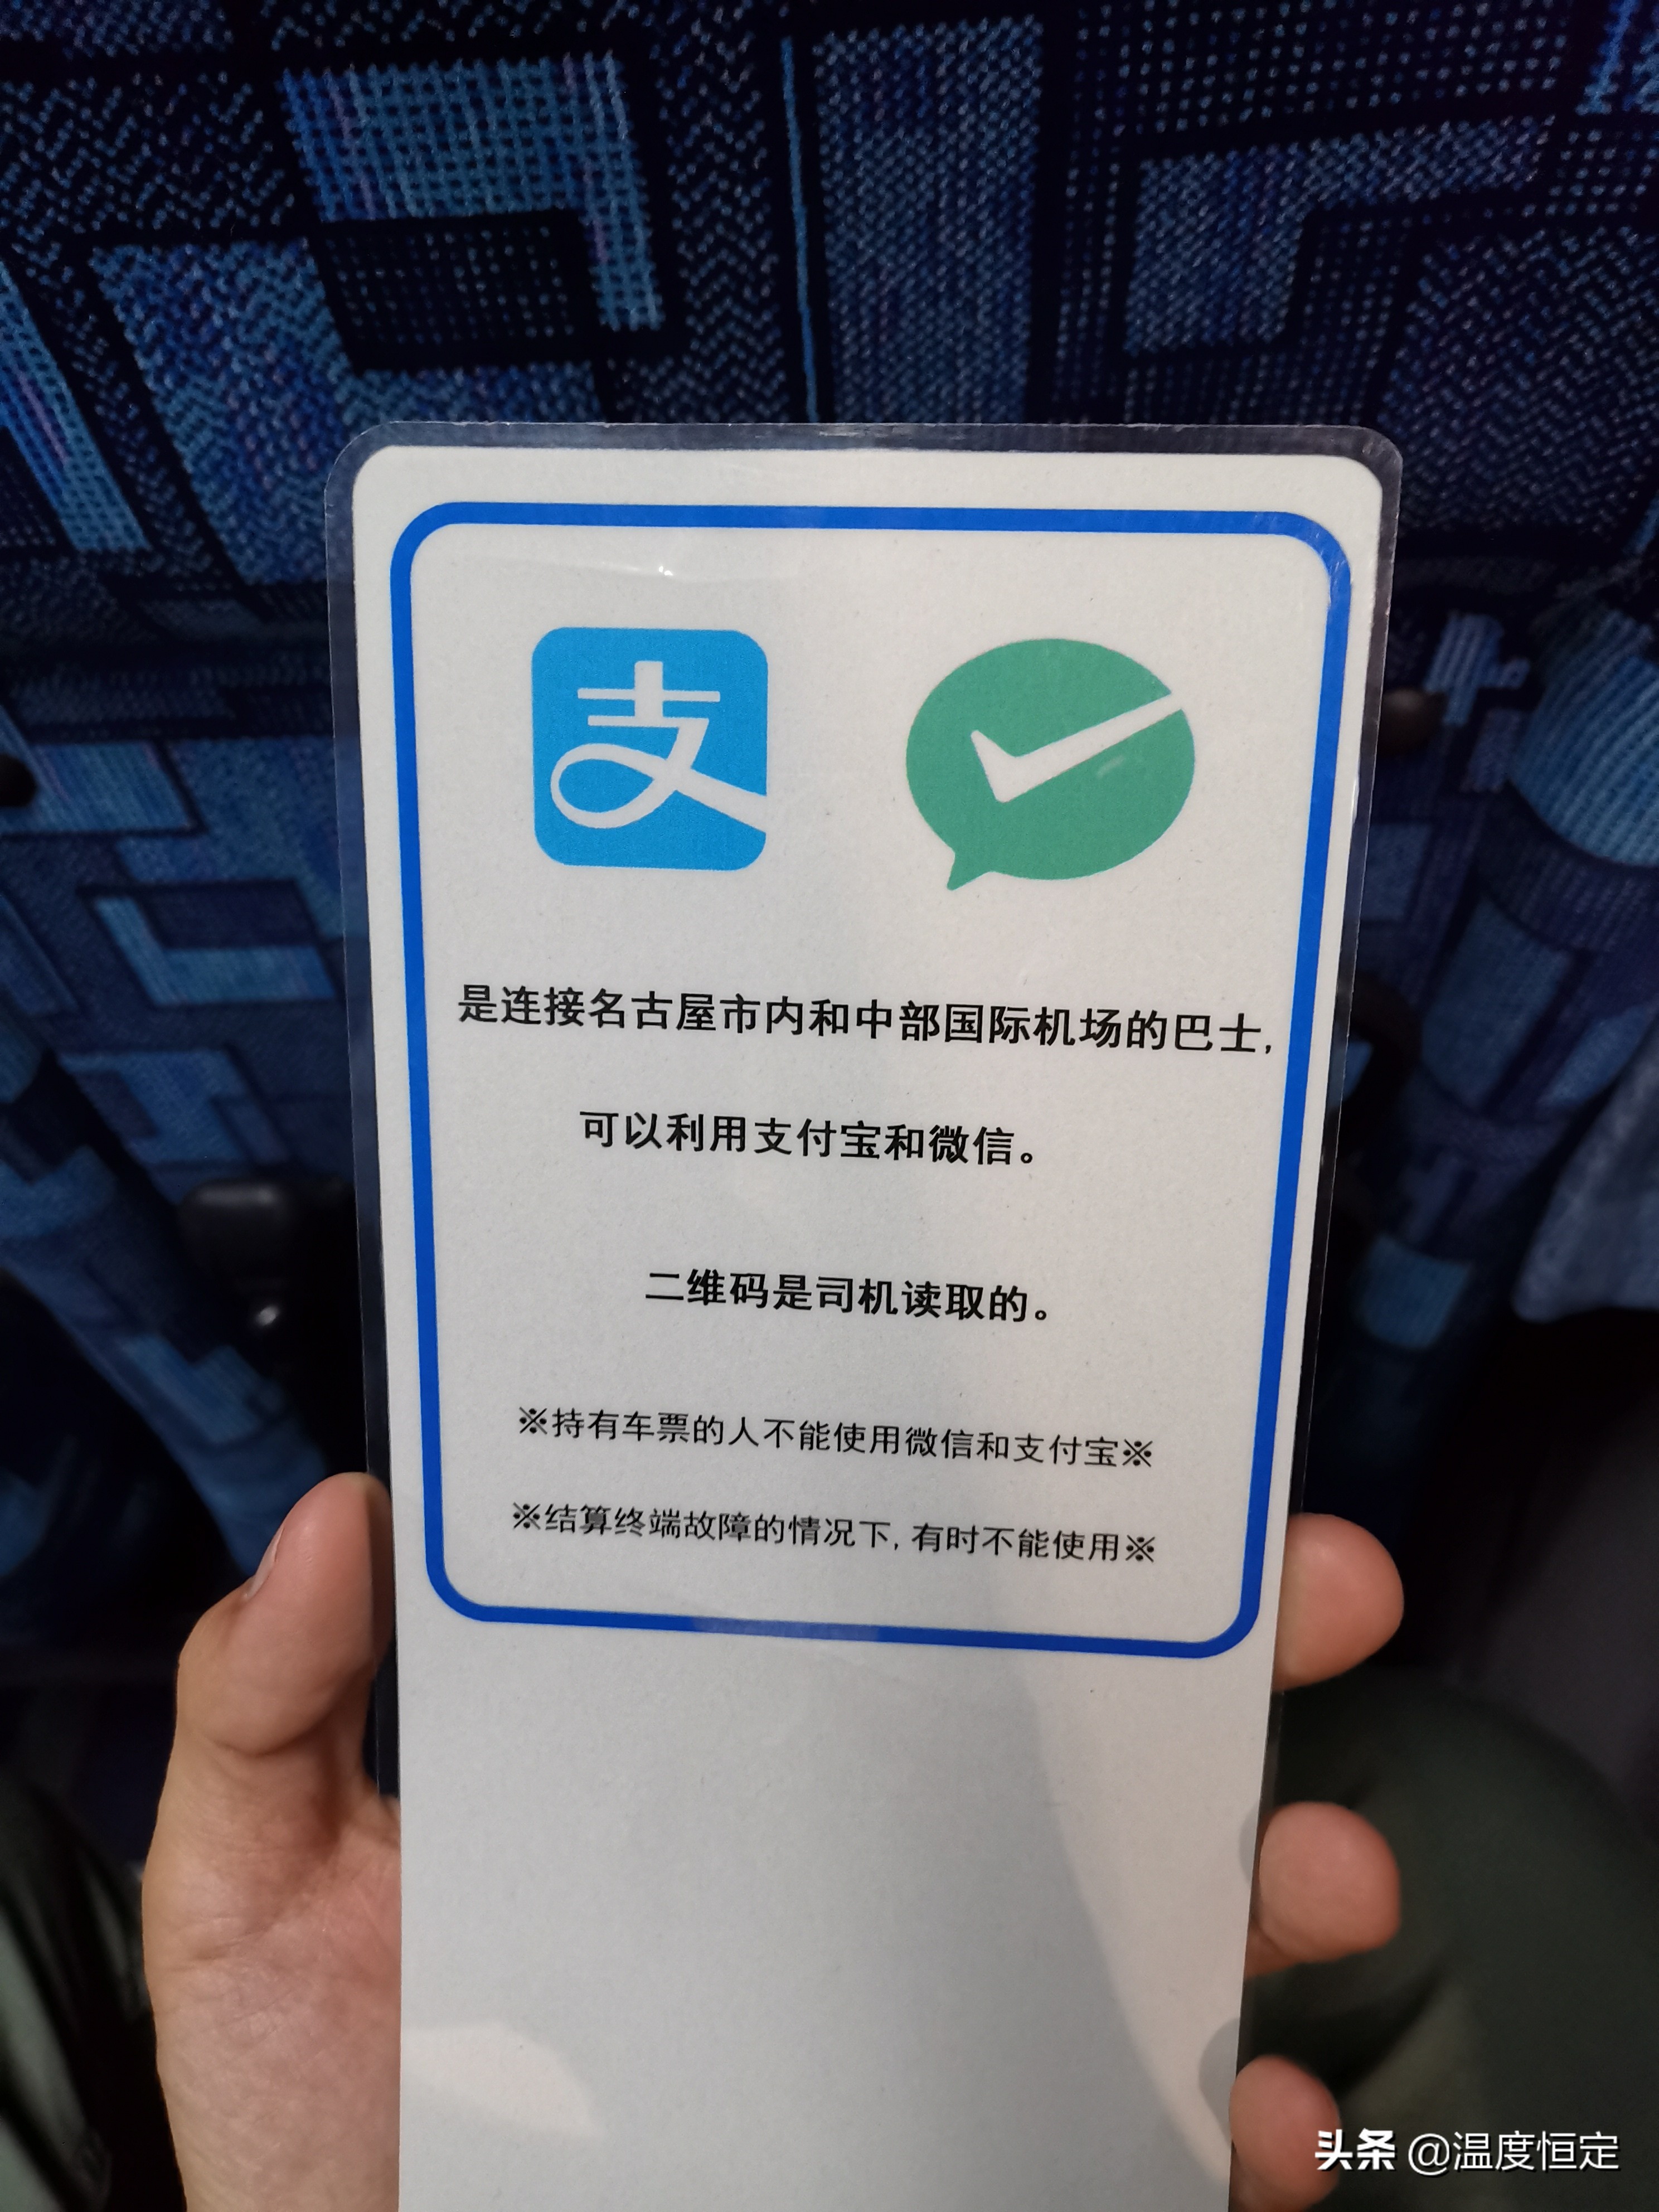 支
是连接名古屋市内和中部国际机场的巴士,
可以利用支付宝和微信。
二维码是司机读取的。
※持有车票的人不能使用微信和支付宝※
※结算终端故障的情况下,有时不能使用※
头条 @温度恒定